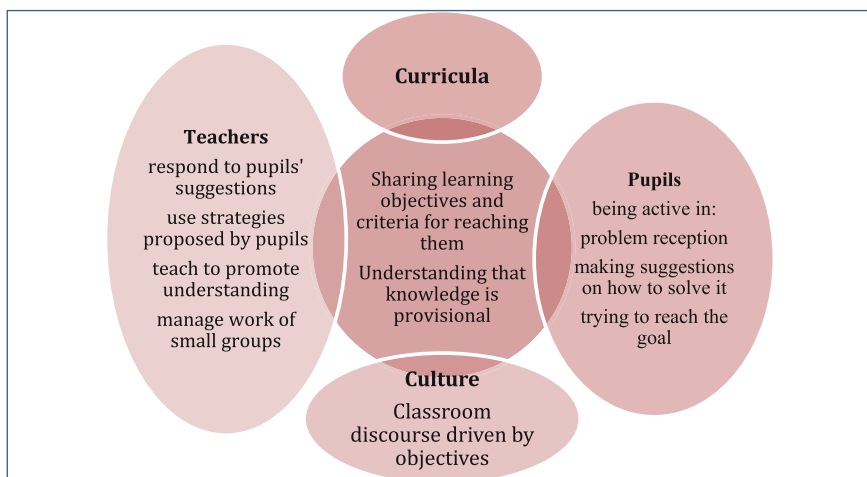 Curricula
Teachers
respond to pupils'
suggestions
use strategies
proposed by pupils
teach to promote
understanding
manage work of
small groups
Sharing learning
objectives and
criteria for reaching
them
Understanding that
knowledge is
provisional
Pupils
being active in:
problem reception
making suggestions
on how to solve it
trying to reach the
goal
Culture
Classroom
discourse driven by
objectives